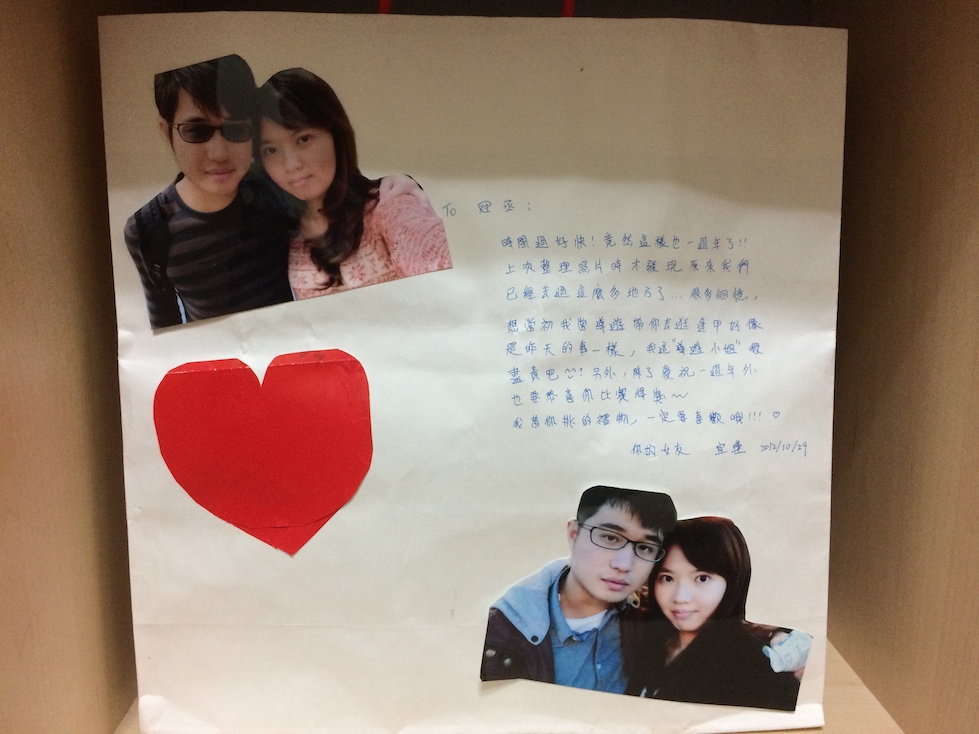 To 冠丞：
時間過好快！竟然這樣也一週年了!!
上次整理照片時才發現原來我們
已經去過這麼多地方了...很多回憶，
想當初我當導遊帶你去逛逢甲好像
是昨天的事一樣，我這"導遊小姐"很
盡責吧^^? 另外，除了慶祝一週年外
也要恭喜你比賽得獎～
我幫你挑的禮物，一定要喜歡哦!!! ♡
你的女友 宜 2012/10/29